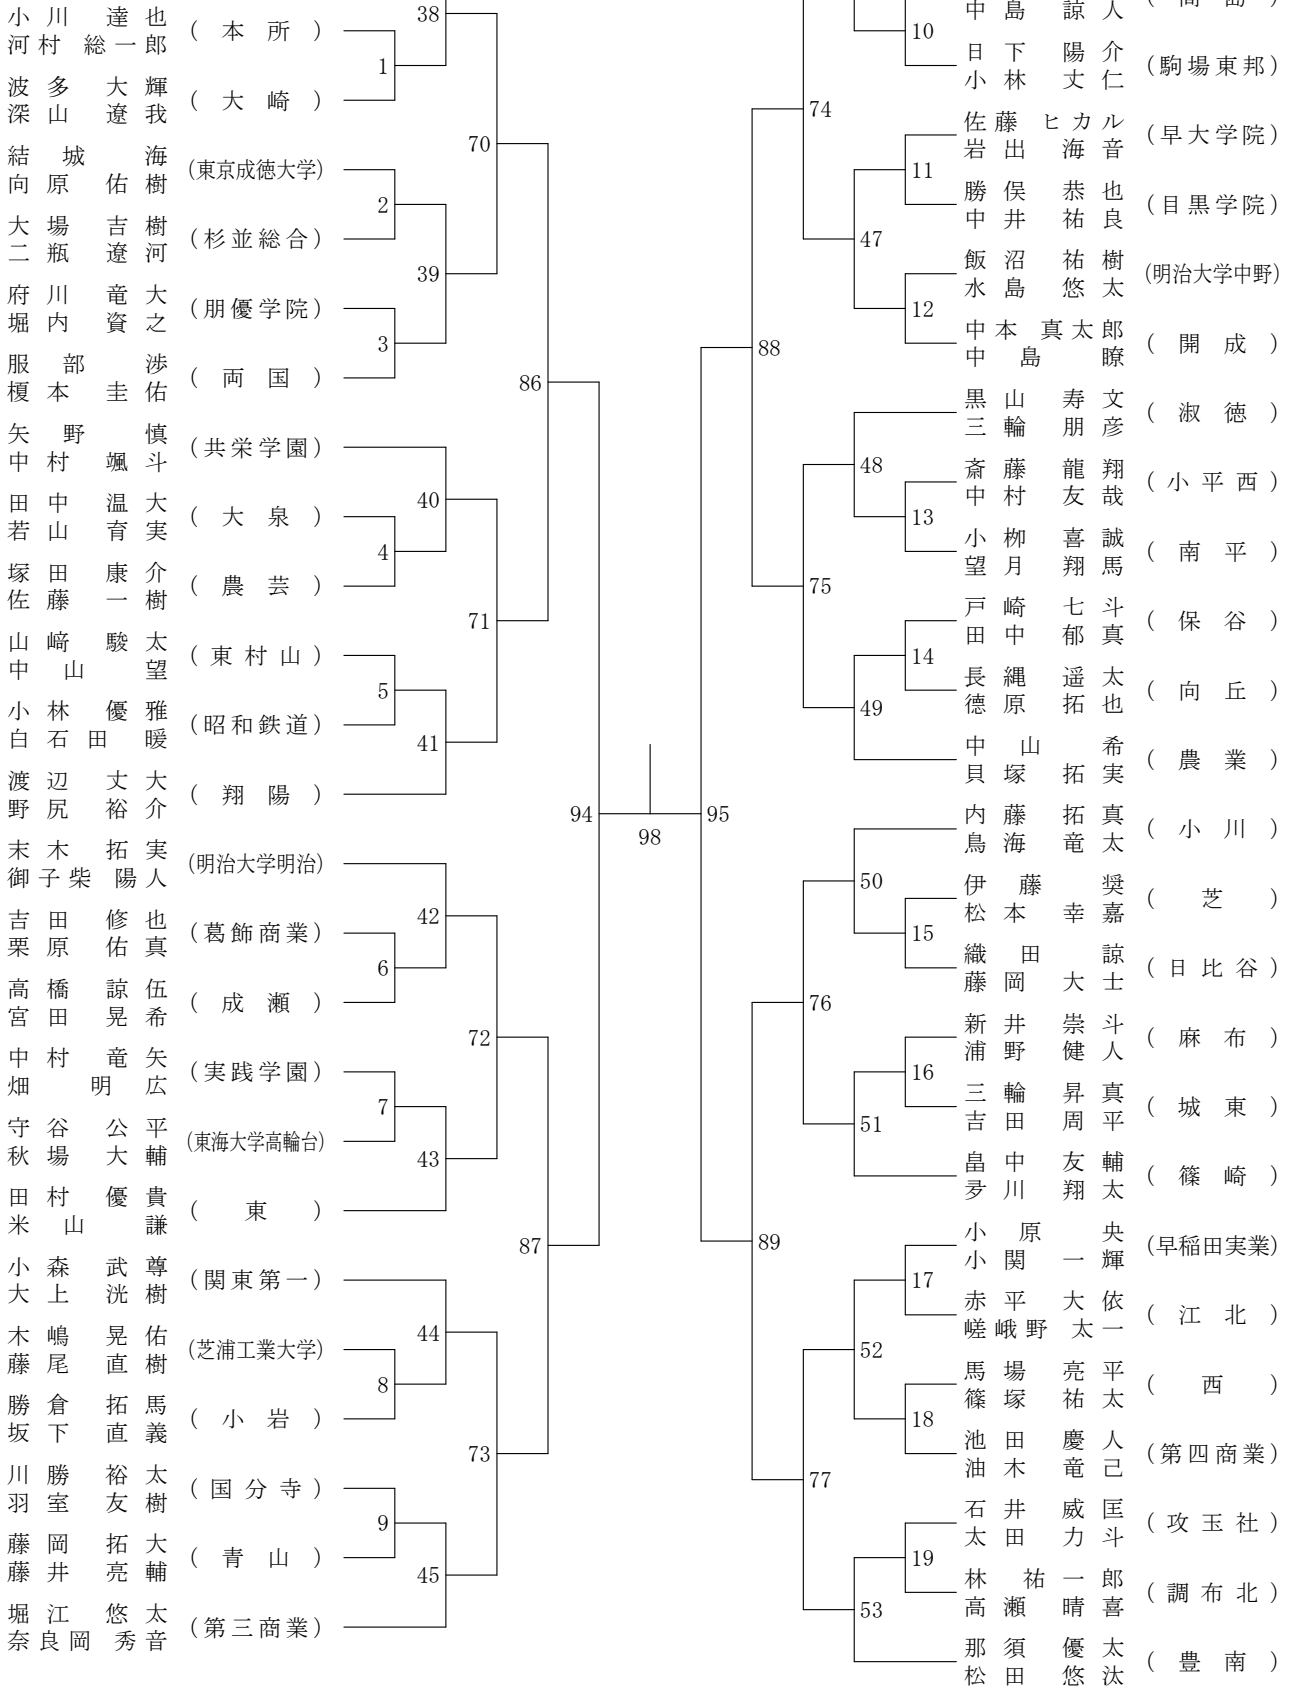 小川 達也
河村 総一郎
(本所)
波多 大輝
深山 遼我
(大崎)
結城 海
向原 佑樹
(東京成徳大学)
大場 吉樹
二瓶 遼河
(杉並総合)
府川 竜大
堀内 資之
(朋優学院)
服部 渉
榎本 圭佑
(両国)
矢野 慎
中村 颯斗
(共栄学園)
田中 温大
若山 育実
(大泉)
塚田 康介
佐藤 一樹
(農芸)
山﨑 駿太
中山 望
(東村山)
小林 優雅
白石田 暖
(昭和鉄道)
渡辺 丈大
野尻 裕介
(翔陽)
末木 拓実
御子柴 陽人
(明治大学明治)
吉田 修也
栗原 佑真
(葛飾商業)
高橋 諒伍
宮田 晃希
(成瀬)
中村 竜矢
畑 明広
(実践学園)
守谷 公平
秋場 大輔
(東海大学高輪台)
田村 優貴
米山 謙
(東)
小森 武尊
大上 洸樹
(関東第一)
木嶋 晃佑
藤尾 直樹
(芝浦工業大学)
勝倉 拓馬
坂下 直義
(小岩)
川勝 裕太
羽室 友樹
(国分寺)
藤岡 拓大
藤井 亮輔
(青山)
堀江 悠太
奈良岡 秀音
(第三商業)
38
1
70
2
39
3
86
40
4
71
5
41
94
42
6
72
7
43
87
44
8
73
9
45
98
95
10
74
11
47
12
88
48
13
75
14
49
50
15
76
16
51
89
17
52
18
77
19
53
中島 諒人
日下 陽介
小林 丈仁
(駒場東邦)
佐藤 ヒカル
岩出 海音
(早大学院)
勝俣 恭也
中井 祐良
(目黒学院)
飯沼 祐樹
水島 悠太
(明治大学中野)
中本 真太郎
中島 瞭
(開成)
黒山 寿文
三輪 朋彦
(淑徳)
斎藤 龍翔
中村 友哉
(小平西)
小栁 喜誠
望月 翔馬
(南平)
戸崎 七斗
田中 郁真
(保谷)
長縄 遥太
德原 拓也
(向丘)
中山 希
貝塚 拓実
(農業)
内藤 拓真
鳥海 竜太
(小川)
伊藤 奨
松本 幸嘉
(芝)
織田 諒
藤岡 大士
(日比谷)
新井 崇斗
浦野 健人
(麻布)
三輪 昇真
吉田 周平
(城東)
畠中 友輔
川 翔太
(篠崎)
小原 央
小関 一輝
(早稲田実業)
赤平 大依
嵯峨野 太一
(江北)
馬場 亮平
篠塚 祐太
(西)
池田 慶人
油木 竜己
(第四商業)
石井 威匡
太田 力斗
(攻玉社)
林 祐一郎
高瀬 晴喜
(調布北)
那須 優太
松田 悠汰
(豊南)